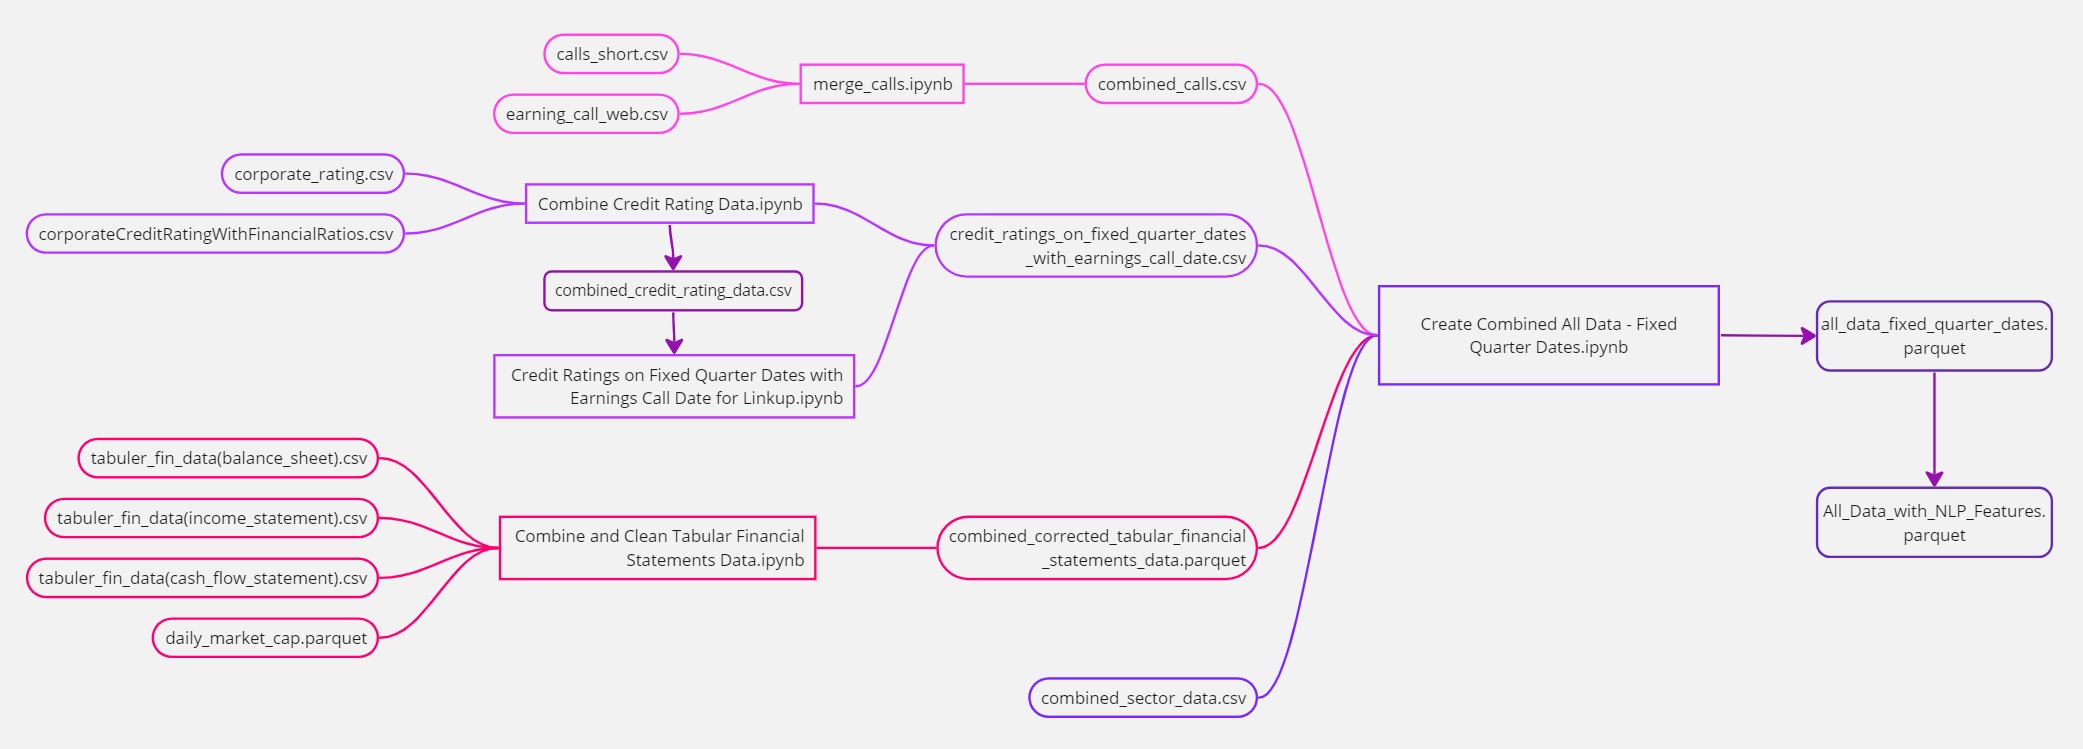 calls_short.csv
earning_call_web.csv
merge_calls.ipynb
combined_calls.csv
corporate_rating.csv
corporateCreditRatingWithFinancialRatios.csv
Combine Credit Rating Data.ipynb
combined_credit_rating_data.csv
Credit Ratings on Fixed Quarter Dates with
Earnings Call Date for Linkup.ipynb
credit_ratings_on_fixed_quarter_dates
_with_earnings_call_date.csv
tabuler_fin_data(balance_sheet).csv
tabuler_fin_data(income_statement).csv
tabuler_fin_data(cash_flow_statement).csv
daily_market_cap.parquet
Combine and Clean Tabular Financial
Statements Data.ipynb
combined_corrected_tabular_financial
_statements_data.parquet
combined_sector_data.csv
Create Combined All Data - Fixed
Quarter Dates.ipynb
all_data_fixed_quarter_dates.
parquet
All_Data_with_NLP_Features.
parquet